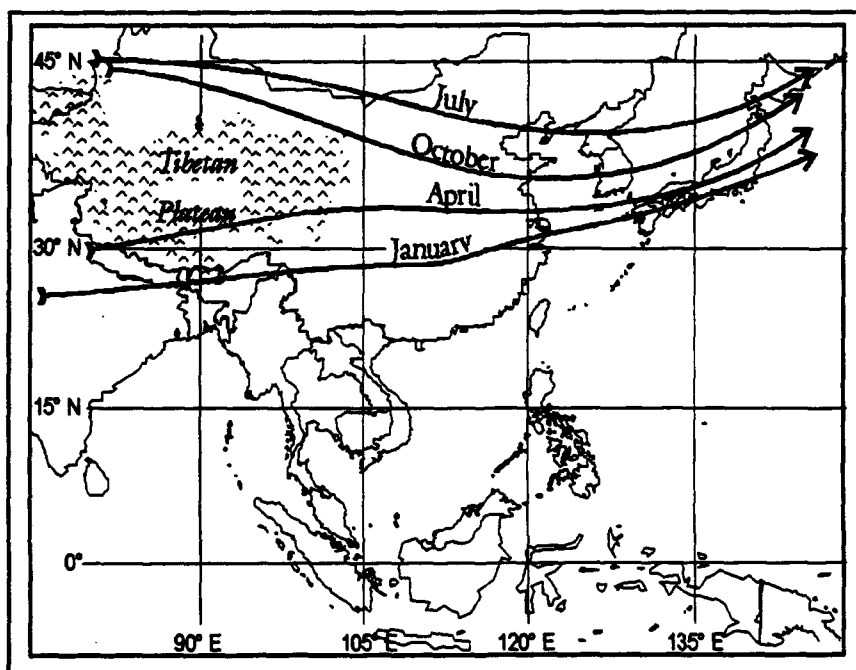 45° N
July
October
Tibetan
April
Plateau
January
30° N
15° N
0°
90° E
105° E
120° E
135° E